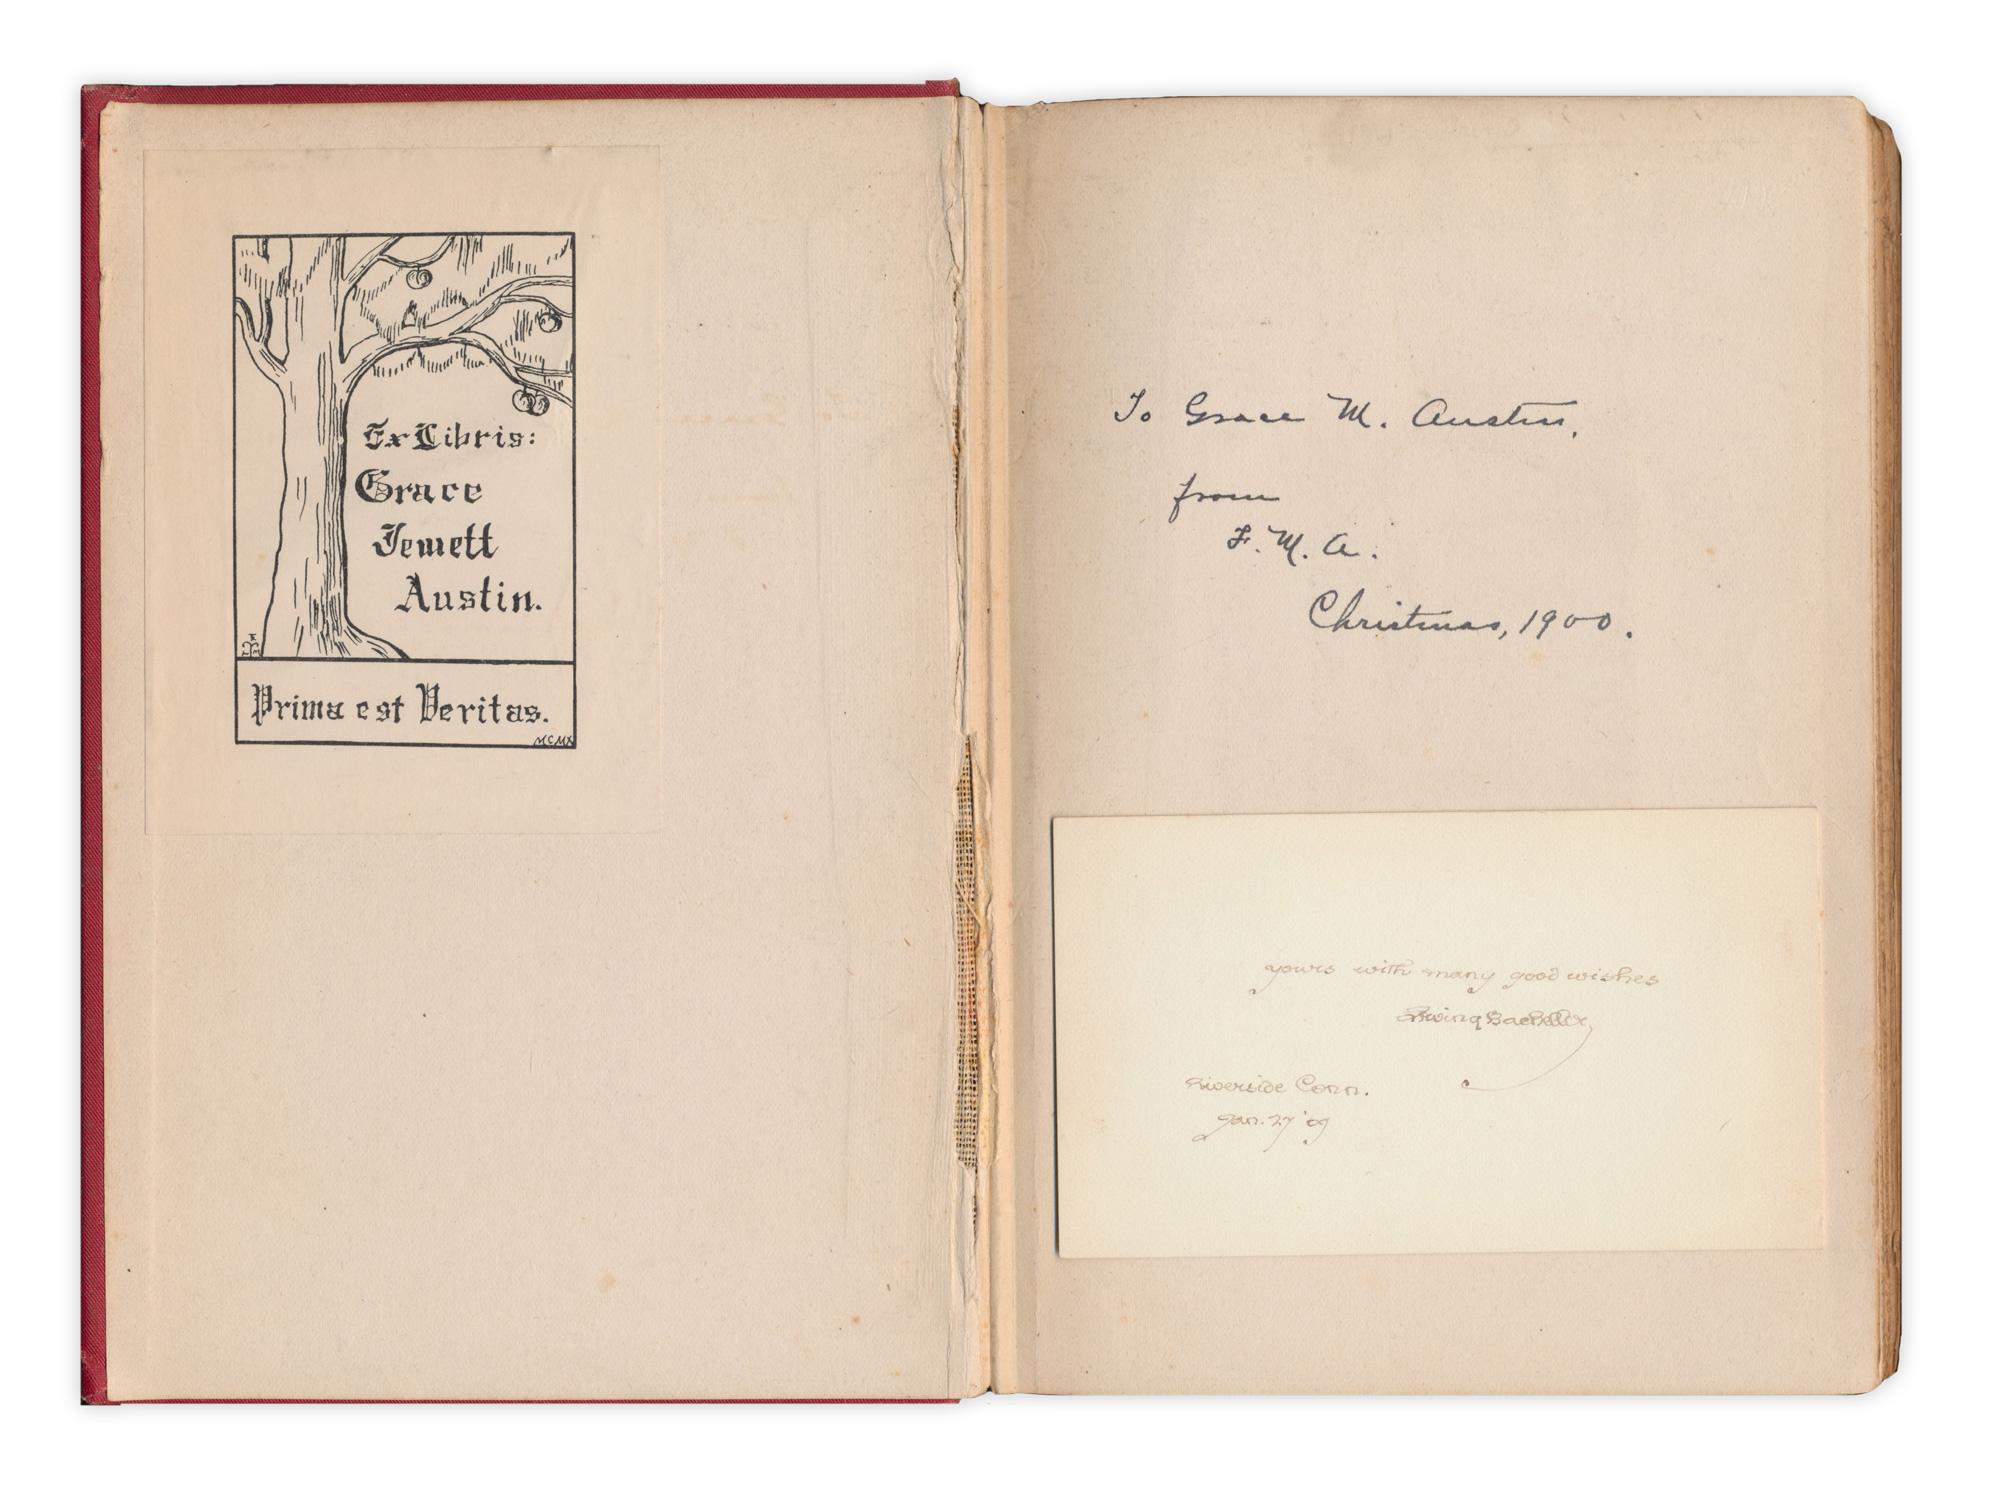 Ex Libris:
Grace
Jewett
Austin.
Prima est Veritas.
MCMX
To Grace M. Austin,
from
F. M. A.
Christmas, 1900.
yours with many good wishes
Irving Bacheller
Riverside Conn.
Jan. 27 '09